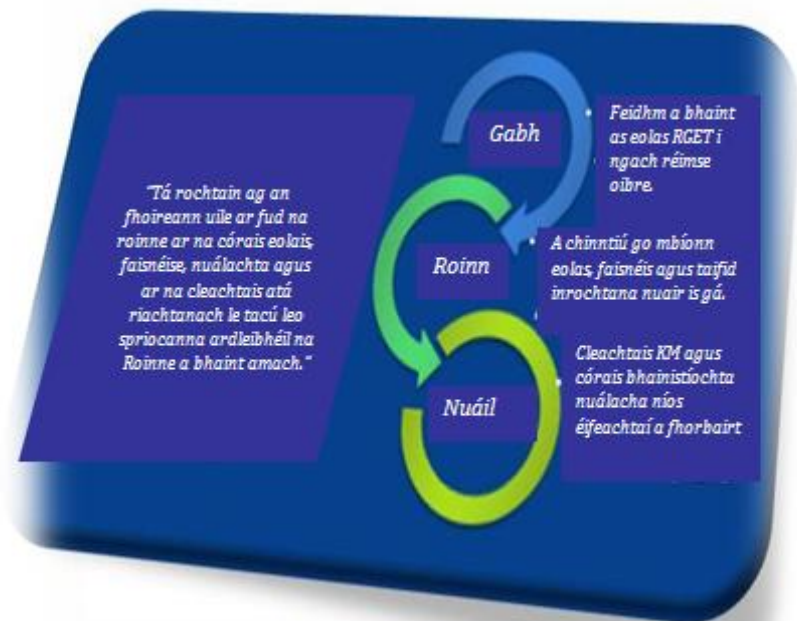 "Tá rochtain ag an
fhoireann uile ar fud na
roinne ar na córais eolais,
faisnéise, nuálachta agus
ar na cleachtais atá
riachtanach le tacú leo
spriocanna ardleibhéil na
Roinne a bhaint amach."
Gabh
• Feidhm a bhaint
as eolas RGET i
ngach réimse
oibre.
Roinn
• A chinntiú go mbíonn
eolas, faisnéis agus taifid
inrochtana nuair is gá.
Nuáil
• Cleachtais KM agus
córais bhainistíochta
nuálacha níos
éifeachtaí a fhorbairt